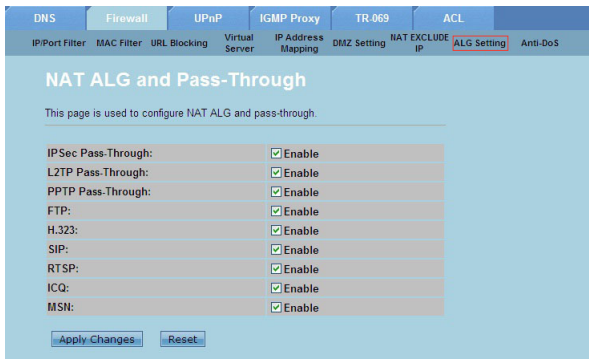 DNS Firewall UPnP IGMP Proxy TR-069 ACL
IP/Port Filter MAC Filter URL Blocking Virtual Server IP Address Mapping DMZ Setting NAT EXCLUDE IP ALG Setting Anti-DoS
NAT ALG and Pass-Through
This page is used to configure NAT ALG and pass-through.
IPSec Pass-Through: Enable
L2TP Pass-Through: Enable
PPTP Pass-Through: Enable
FTP: Enable
H.323: Enable
SIP: Enable
RTSP: Enable
ICQ: Enable
MSN: Enable
Apply Changes Reset